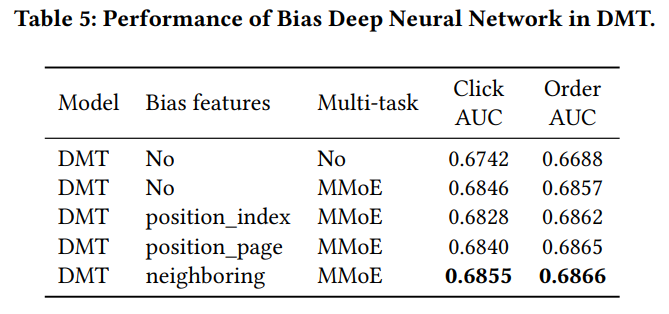 Table 5: Performance of Bias Deep Neural Network in DMT.
Model Bias features Multi-task Click AUC Order AUC
DMT No No 0.6742 0.6688
DMT No MMoE 0.6846 0.6857
DMT position_index MMoE 0.6828 0.6862
DMT position_page MMoE 0.6840 0.6865
DMT neighboring MMoE 0.6855 0.6866